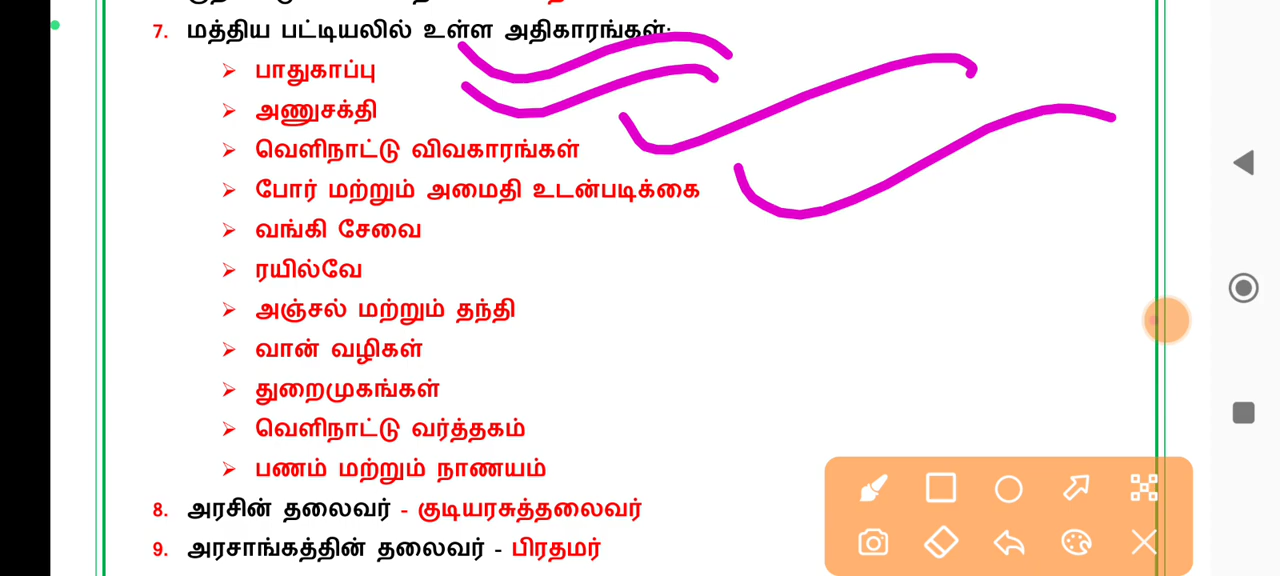 7. மத்திய பட்டியலில் உள்ள அதிகாரங்கள்:
➢ பாதுகாப்பு
➢ அணுசக்தி
➢ வெளிநாட்டு விவகாரங்கள்
➢ போர் மற்றும் அமைதி உடன்படிக்கை
➢ வங்கி சேவை
➢ ரயில்வே
➢ அஞ்சல் மற்றும் தந்தி
➢ வான் வழிகள்
➢ துறைமுகங்கள்
➢ வெளிநாட்டு வர்த்தகம்
➢ பணம் மற்றும் நாணயம்
8. அரசின் தலைவர் - குடியரசுத்தலைவர்
9. அரசாங்கத்தின் தலைவர் - பிரதமர்